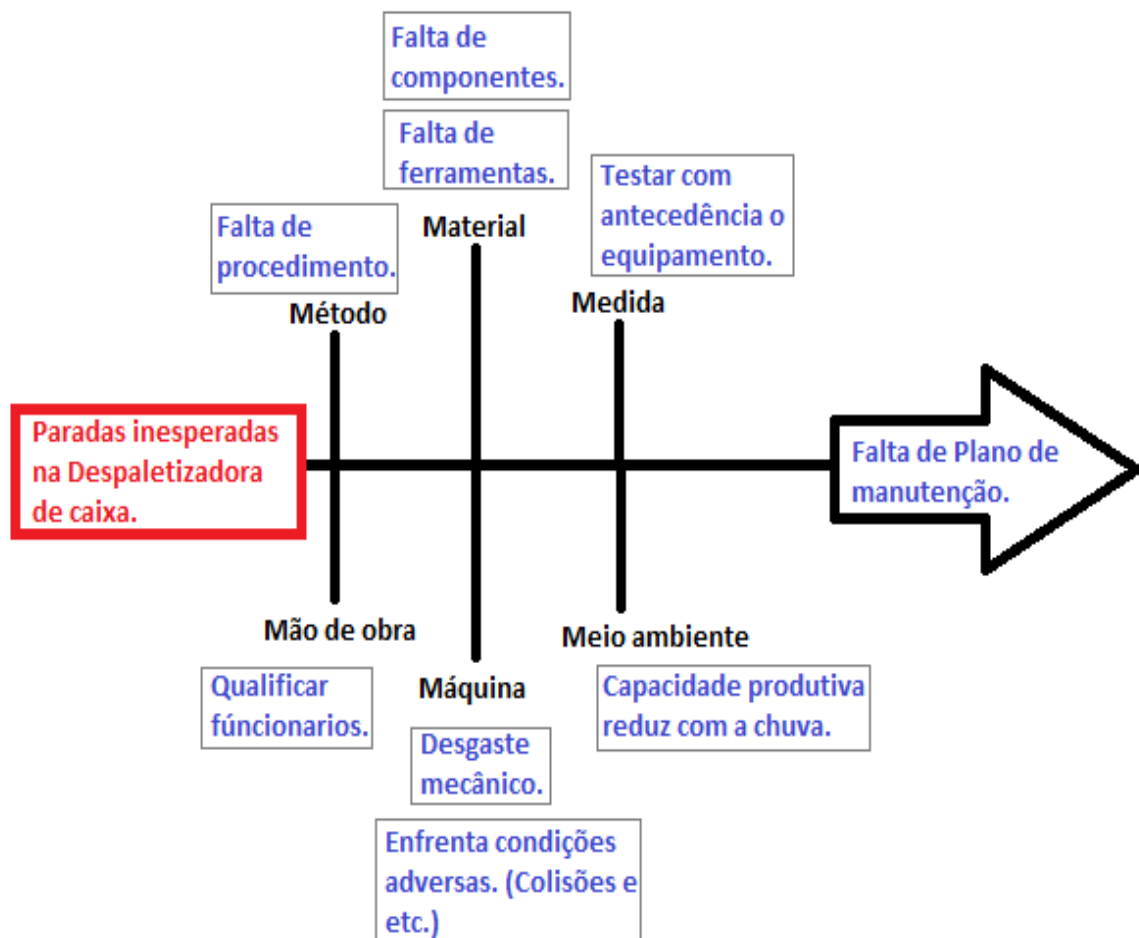 Falta de
componentes.
Falta de
ferramentas.
Material
Testar com
antecedência o
equipamento.
Medida
Falta de
procedimento.
Método
Paradas inesperadas
na Despaletizadora
de caixa.
Falta de Plano de
manutenção.
Mão de obra
Qualificar
fúncionarios.
Máquina
Desgaste
mecânico.
Enfrenta condições
adversas. (Colisões e
etc.)
Meio ambiente
Capacidade produtiva
reduz com a chuva.